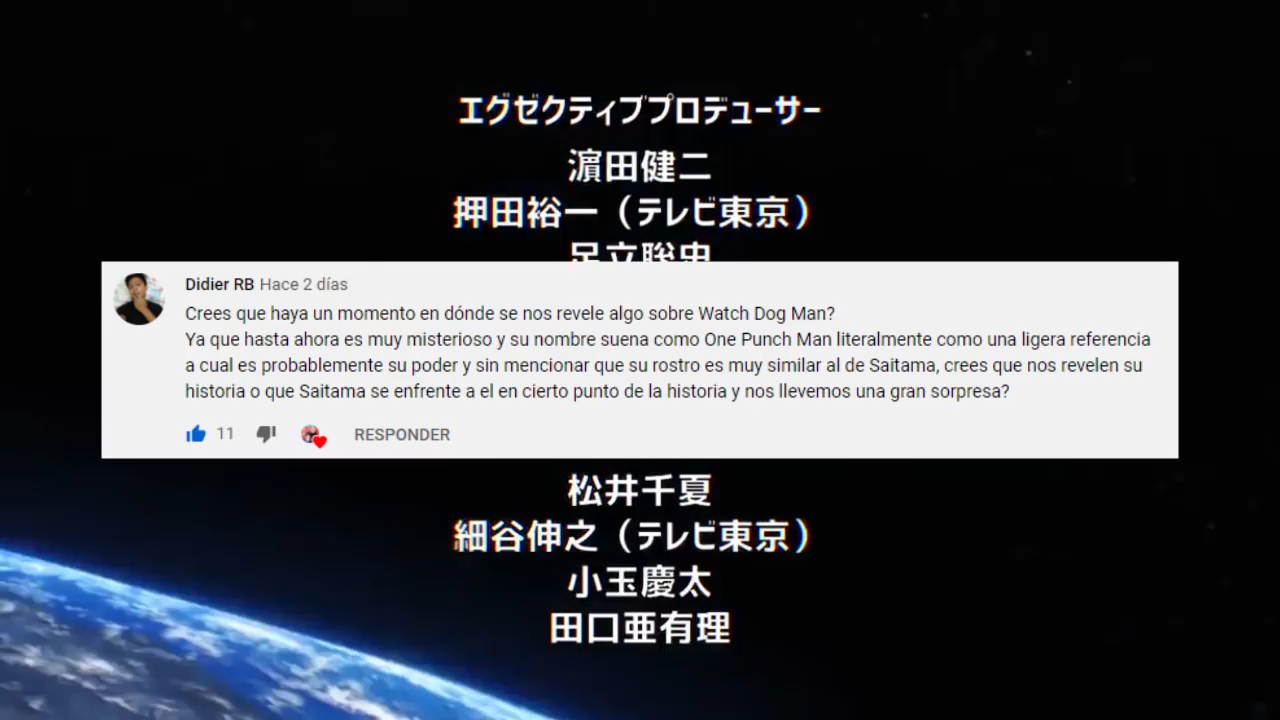 エグゼクティブプロデューサー
濵田健二
押田裕一（テレビ東京）
足立聡史
Didier RB Hace 2 días
Crees que haya un momento en dónde se nos revele algo sobre Watch Dog Man?
Ya que hasta ahora es muy misterioso y su nombre suena como One Punch Man literalmente como una ligera referencia
a cual es probablemente su poder y sin mencionar que su rostro es muy similar al de Saitama, crees que nos revelen su
historia o que Saitama se enfrente a el en cierto punto de la historia y nos llevemos una gran sorpresa?
11 RESPONDER
松井千夏
細谷伸之（テレビ東京）
小玉慶太
田口亜有理